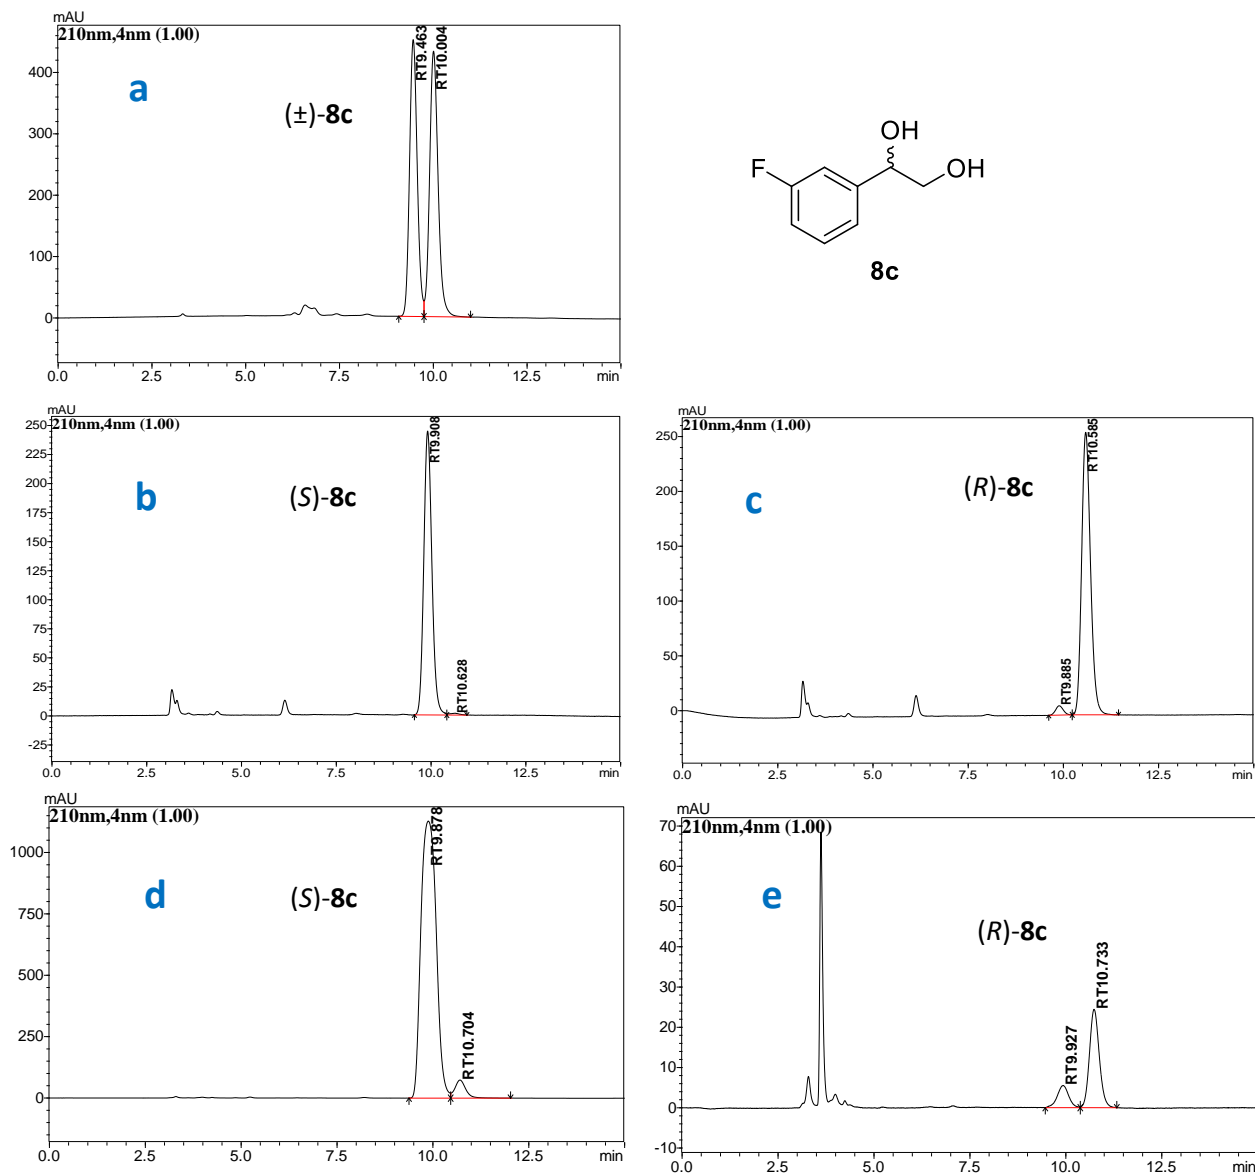 mAU
210nm,4nm (1.00)
a
(±)-8c
RT9.463
RT10.004
400
300
200
100
0
0.0 2.5 5.0 7.5 10.0 12.5 min
OH
F
OH
8c
mAU
210nm,4nm (1.00)
b
(S)-8c
RT9.908
RT10.628
250
225
200
175
150
125
100
75
50
25
0
-25
0.0 2.5 5.0 7.5 10.0 12.5 min
mAU
210nm,4nm (1.00)
c
(R)-8c
RT9.885
RT10.585
250
200
150
100
50
0
0.0 2.5 5.0 7.5 10.0 12.5 min
mAU
210nm,4nm (1.00)
d
(S)-8c
RT9.878
RT10.704
1000
750
500
250
0
0.0 2.5 5.0 7.5 10.0 12.5 min
mAU
210nm,4nm (1.00)
e
(R)-8c
RT9.927
RT10.733
70
60
50
40
30
20
10
0
-10
0.0 2.5 5.0 7.5 10.0 12.5 min